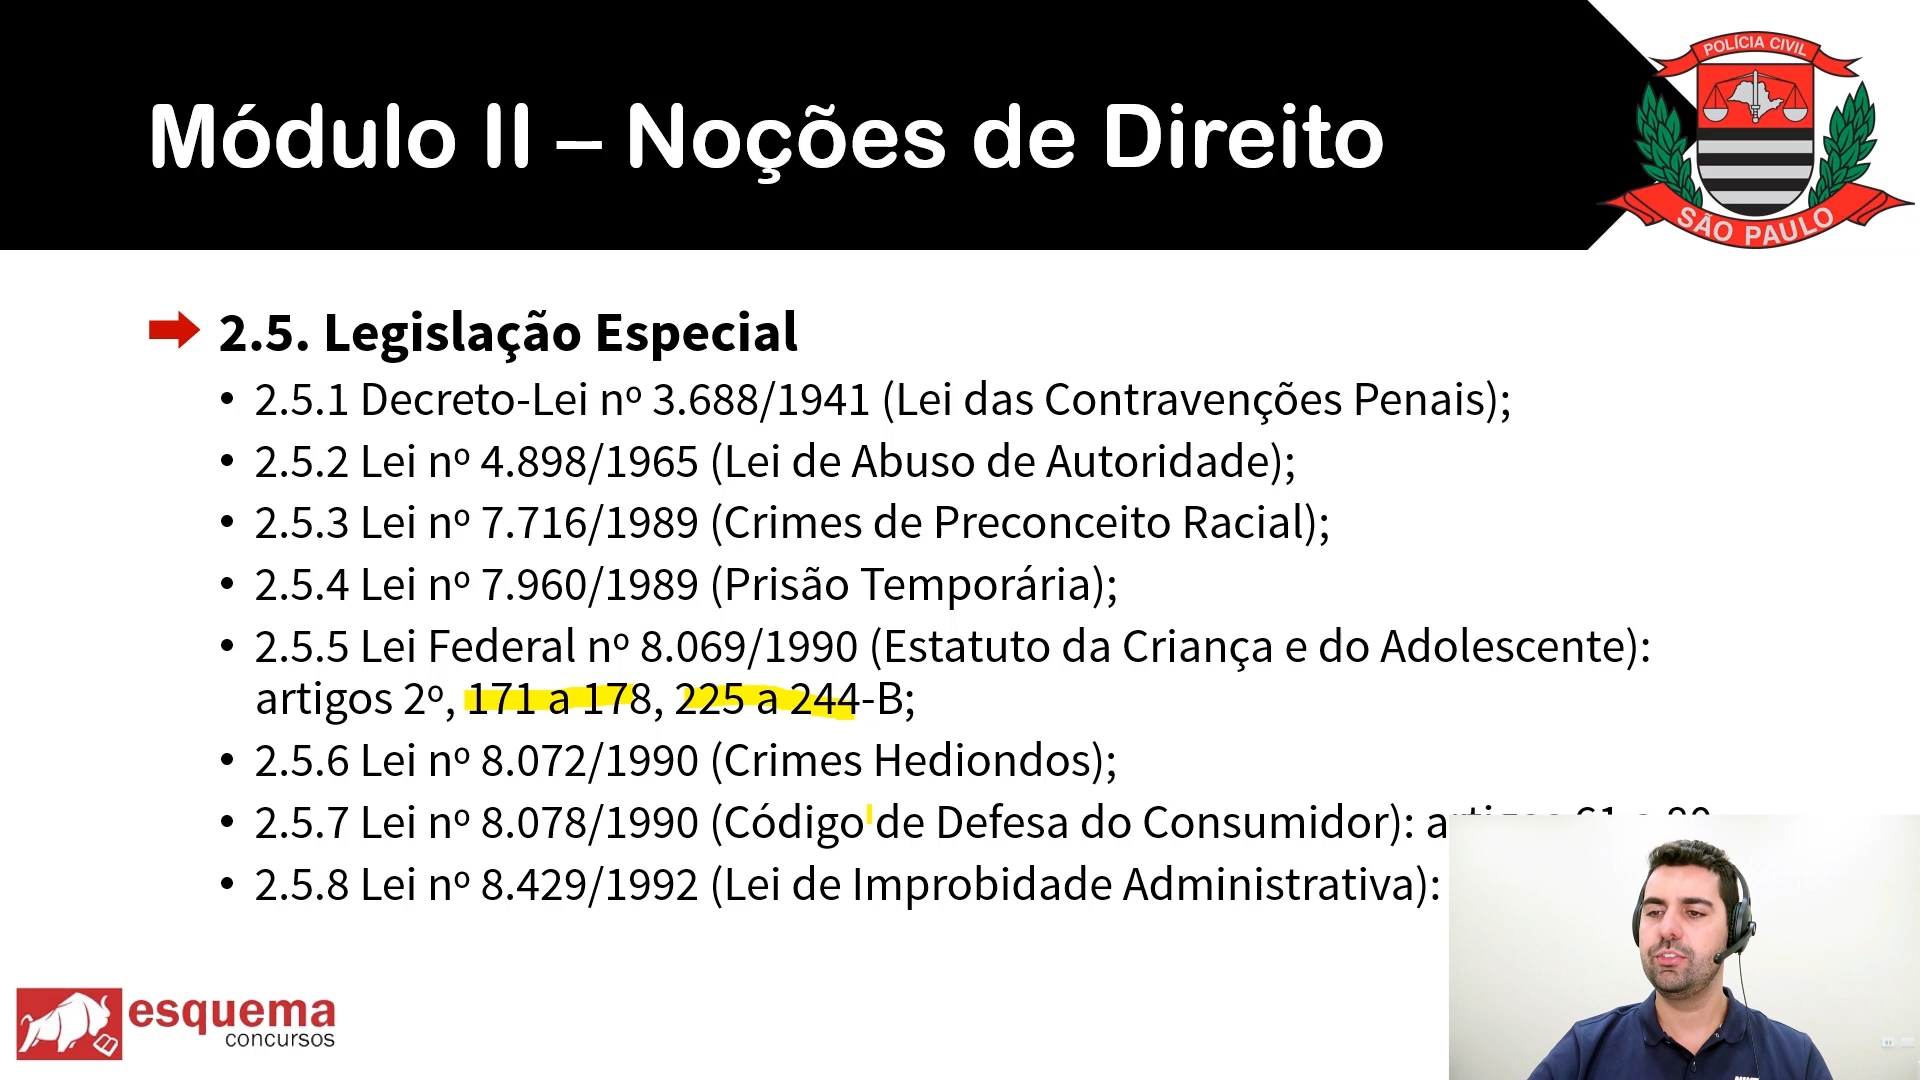 POLÍCIA CIVIL
Módulo II – Noções de Direito
SÃO PAULO
2.5. Legislação Especial
• 2.5.1 Decreto-Lei nº 3.688/1941 (Lei das Contravenções Penais);
• 2.5.2 Lei nº 4.898/1965 (Lei de Abuso de Autoridade);
• 2.5.3 Lei nº 7.716/1989 (Crimes de Preconceito Racial);
• 2.5.4 Lei nº 7.960/1989 (Prisão Temporária);
• 2.5.5 Lei Federal nº 8.069/1990 (Estatuto da Criança e do Adolescente):
artigos 2º, 171 a 178, 225 a 244-B;
• 2.5.6 Lei nº 8.072/1990 (Crimes Hediondos);
• 2.5.7 Lei nº 8.078/1990 (Código de Defesa do Consumidor):
• 2.5.8 Lei nº 8.429/1992 (Lei de Improbidade Administrativa):
esquema
concursos